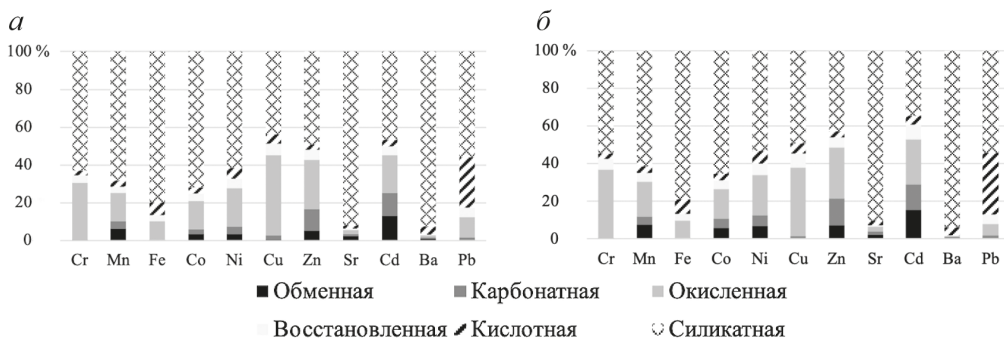 а
б
100 %
80
60
40
20
0
Cr Mn Fe Co Ni Cu Zn Sr Cd Ba Pb
100 %
80
60
40
20
0
Cr Mn Fe Co Ni Cu Zn Sr Cd Ba Pb
Обменная Карбонатная Окисленная
Восстановленная Кислотная Силикатная